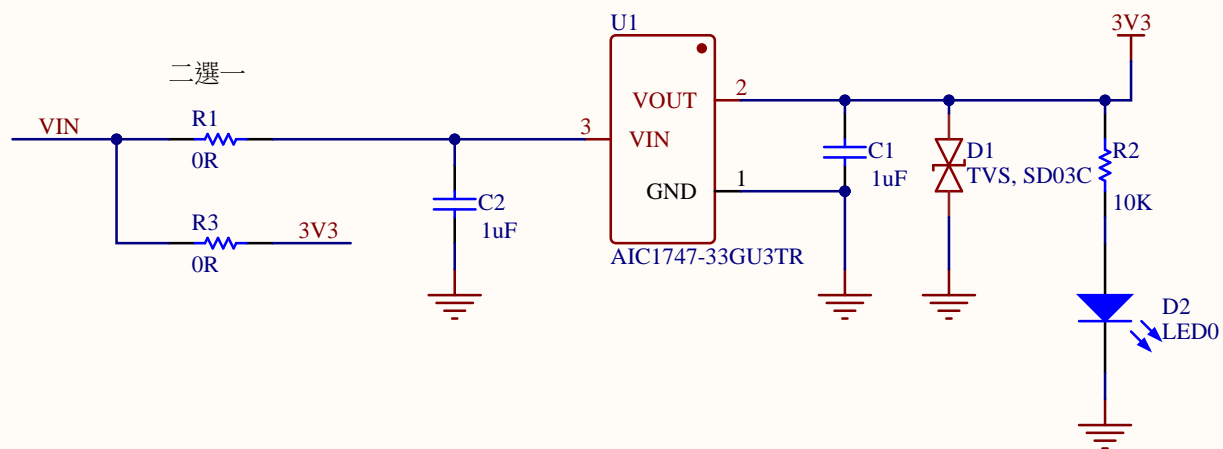 U1
3V3
二選一
VOUT
2
VIN
R1
0R
3
VIN
C1
1uF
D1
TVS, SD03C
R2
10K
GND
1
C2
1uF
R3
0R
3V3
AIC1747-33GU3TR
D2
LED0